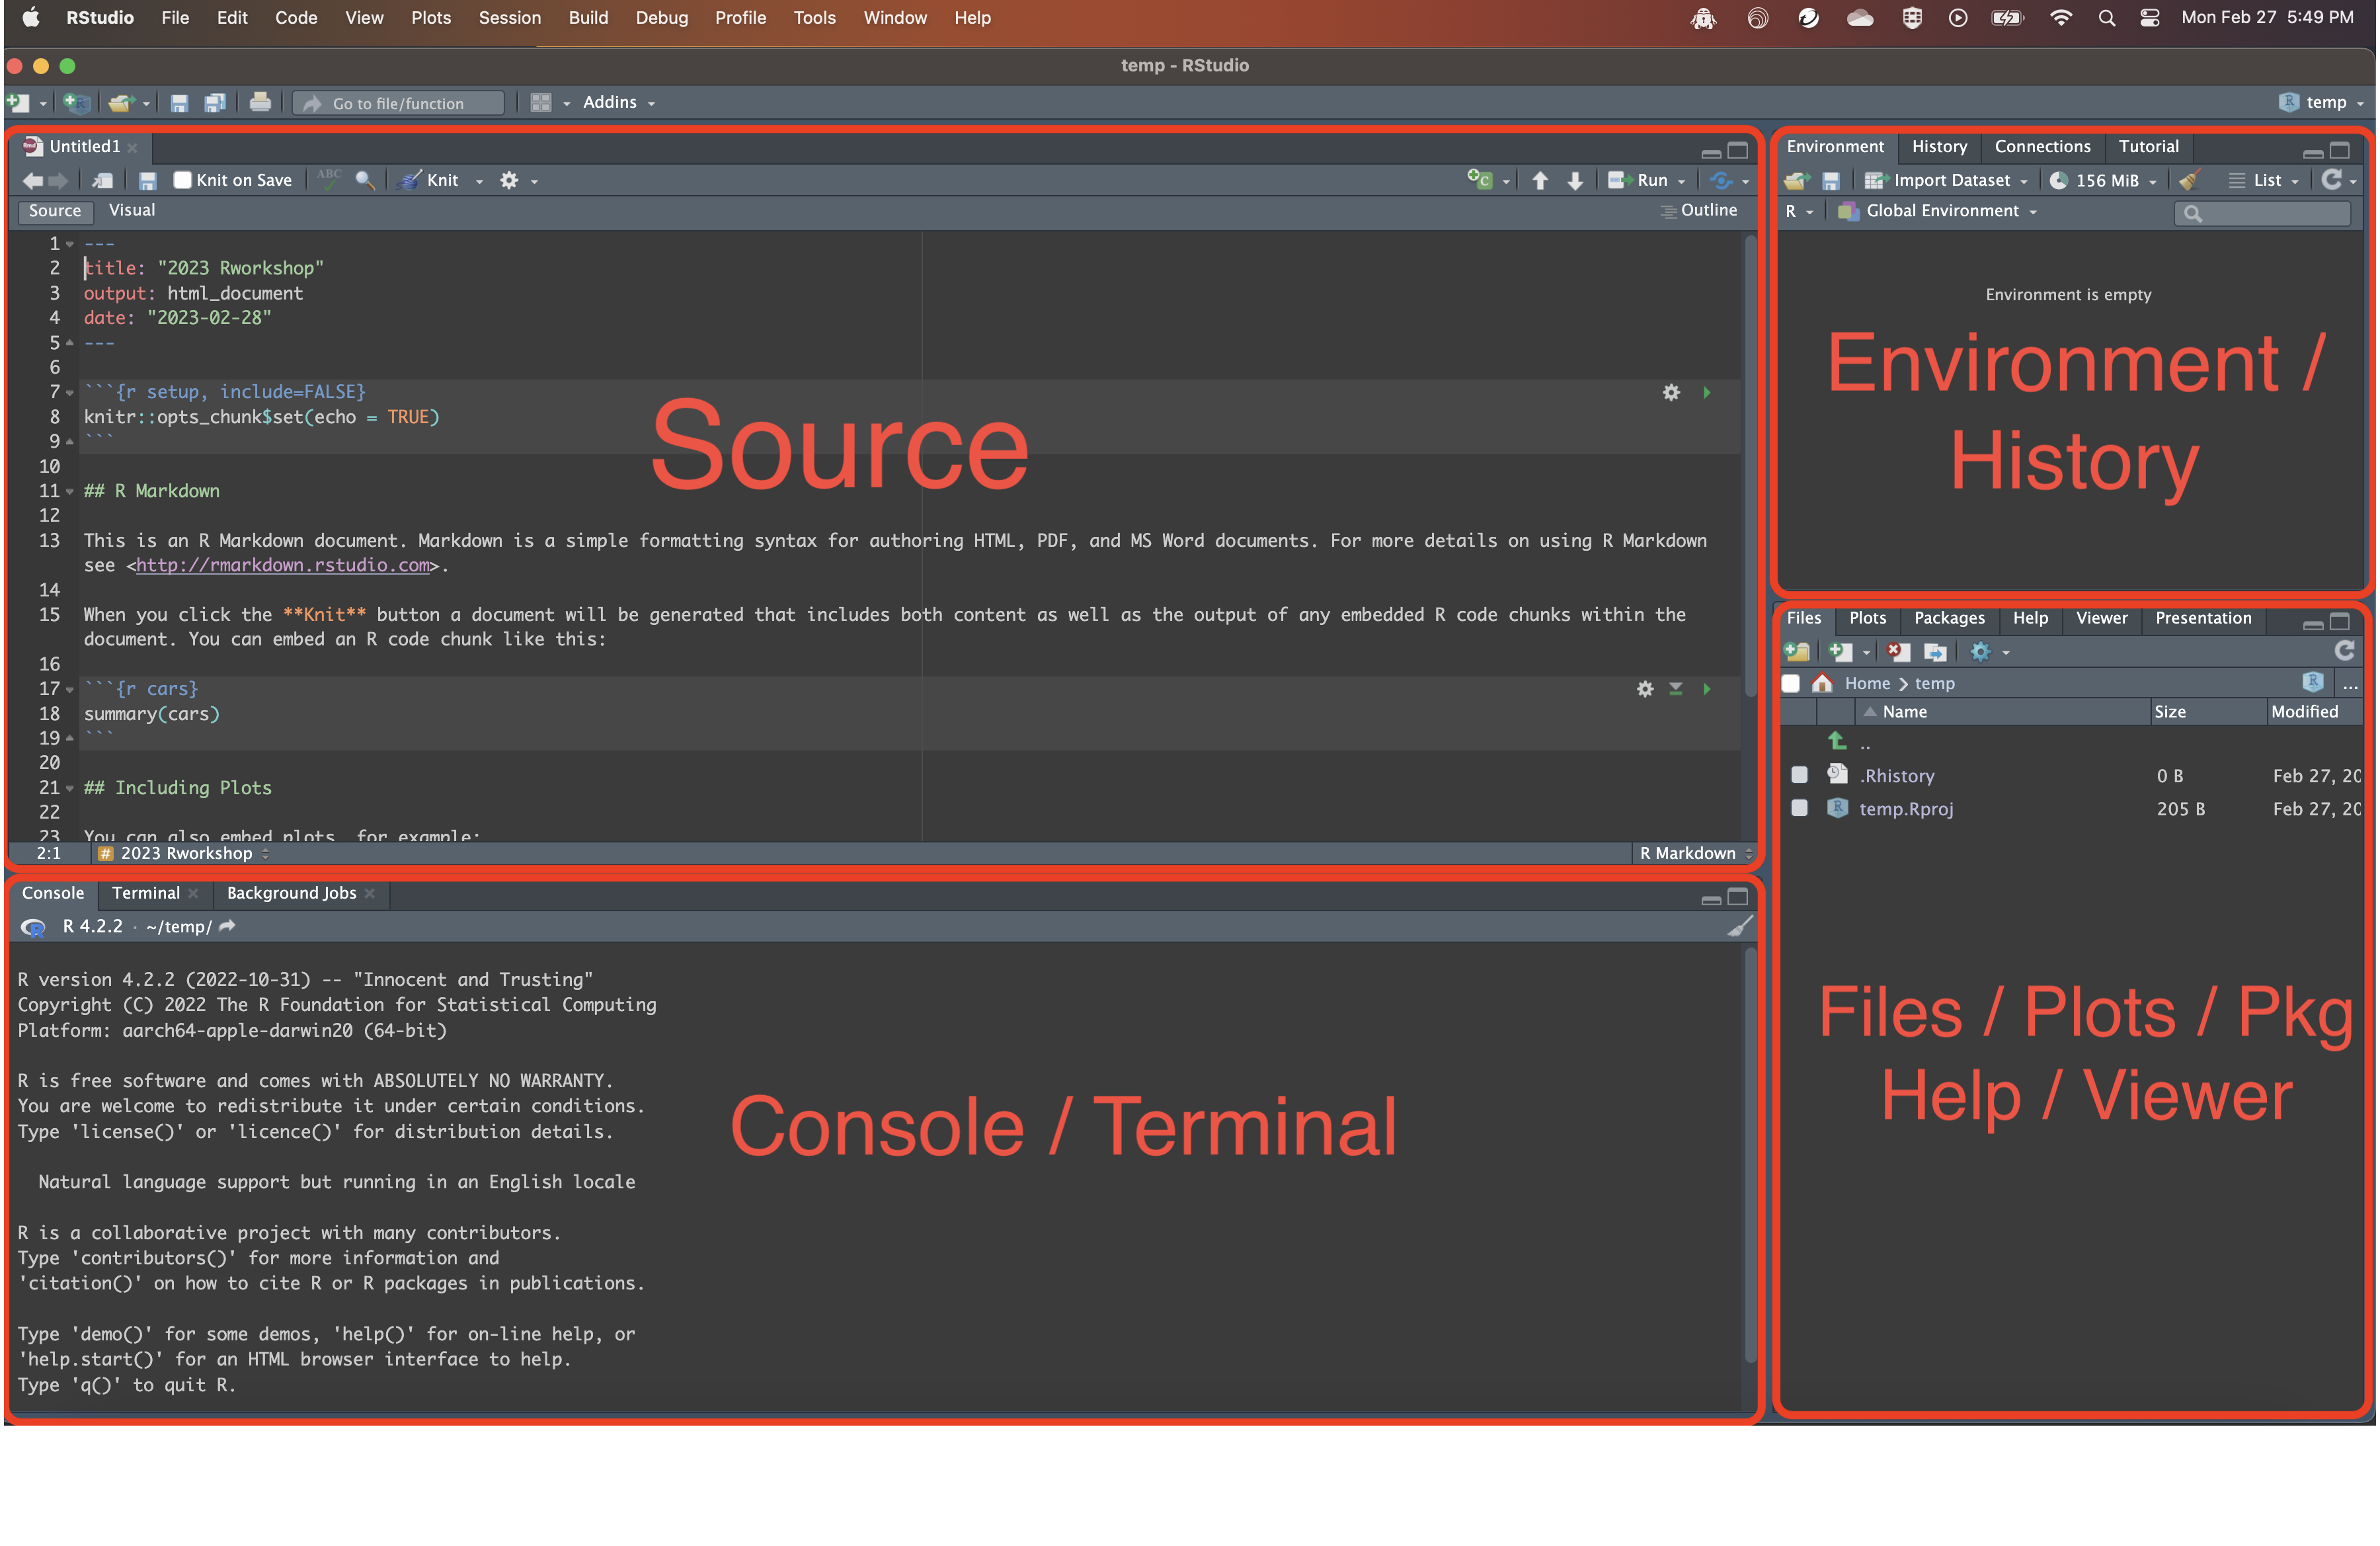 RStudio File Edit Code View Plots Session Build Debug Profile Tools Window Help Mon Feb 27 5:49 PM
temp - RStudio
Go to file/function Addins temp
Untitled1
Knit on Save ABC Knit Run
Source Visual Outline
1 ---
2 title: "2023 Rworkshop"
3 output: html_document
4 date: "2023-02-28"
5 ---
6
7 ```{r setup, include=FALSE}
8 knitr::opts_chunk$set(echo = TRUE)
9 ```
10
11 ## R Markdown
12
13 This is an R Markdown document. Markdown is a simple formatting syntax for authoring HTML, PDF, and MS Word documents. For more details on using R Markdown
see <http://rmarkdown.rstudio.com>.
14
15 When you click the **Knit** button a document will be generated that includes both content as well as the output of any embedded R code chunks within the
document. You can embed an R code chunk like this:
16
17 ```{r cars}
18 summary(cars)
19 ```
20
21 ## Including Plots
22
23 You can also embed plots, for example:
2:1 # 2023 Rworkshop R Markdown
Source
Console Terminal Background Jobs
R 4.2.2 · ~/temp/
R version 4.2.2 (2022-10-31) -- "Innocent and Trusting"
Copyright (C) 2022 The R Foundation for Statistical Computing
Platform: aarch64-apple-darwin20 (64-bit)
R is free software and comes with ABSOLUTELY NO WARRANTY.
You are welcome to redistribute it under certain conditions.
Type 'license()' or 'licence()' for distribution details.
Natural language support but running in an English locale
R is a collaborative project with many contributors.
Type 'contributors()' for more information and
'citation()' on how to cite R or R packages in publications.
Type 'demo()' for some demos, 'help()' for on-line help, or
'help.start()' for an HTML browser interface to help.
Type 'q()' to quit R.
Console / Terminal
Environment History Connections Tutorial
Import Dataset 156 MiB List
R Global Environment
Environment is empty
Environment /
History
Files Plots Packages Help Viewer Presentation
Home temp ...
Name Size Modified
..
.Rhistory 0 B Feb 27, 20
temp.Rproj 205 B Feb 27, 20
Files / Plots / Pkg
Help / Viewer